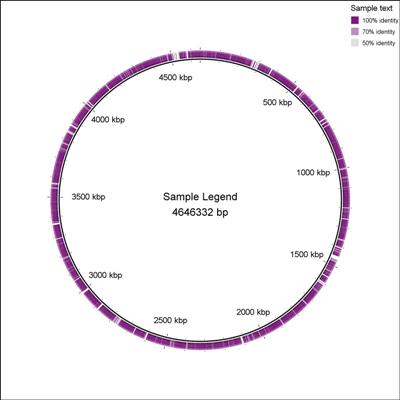 Sample text
100% identity
70% identity
50% identity
4500 kbp
500 kbp
4000 kbp
1000 kbp
3500 kbp
Sample Legend
4646332 bp
1500 kbp
3000 kbp
2000 kbp
2500 kbp